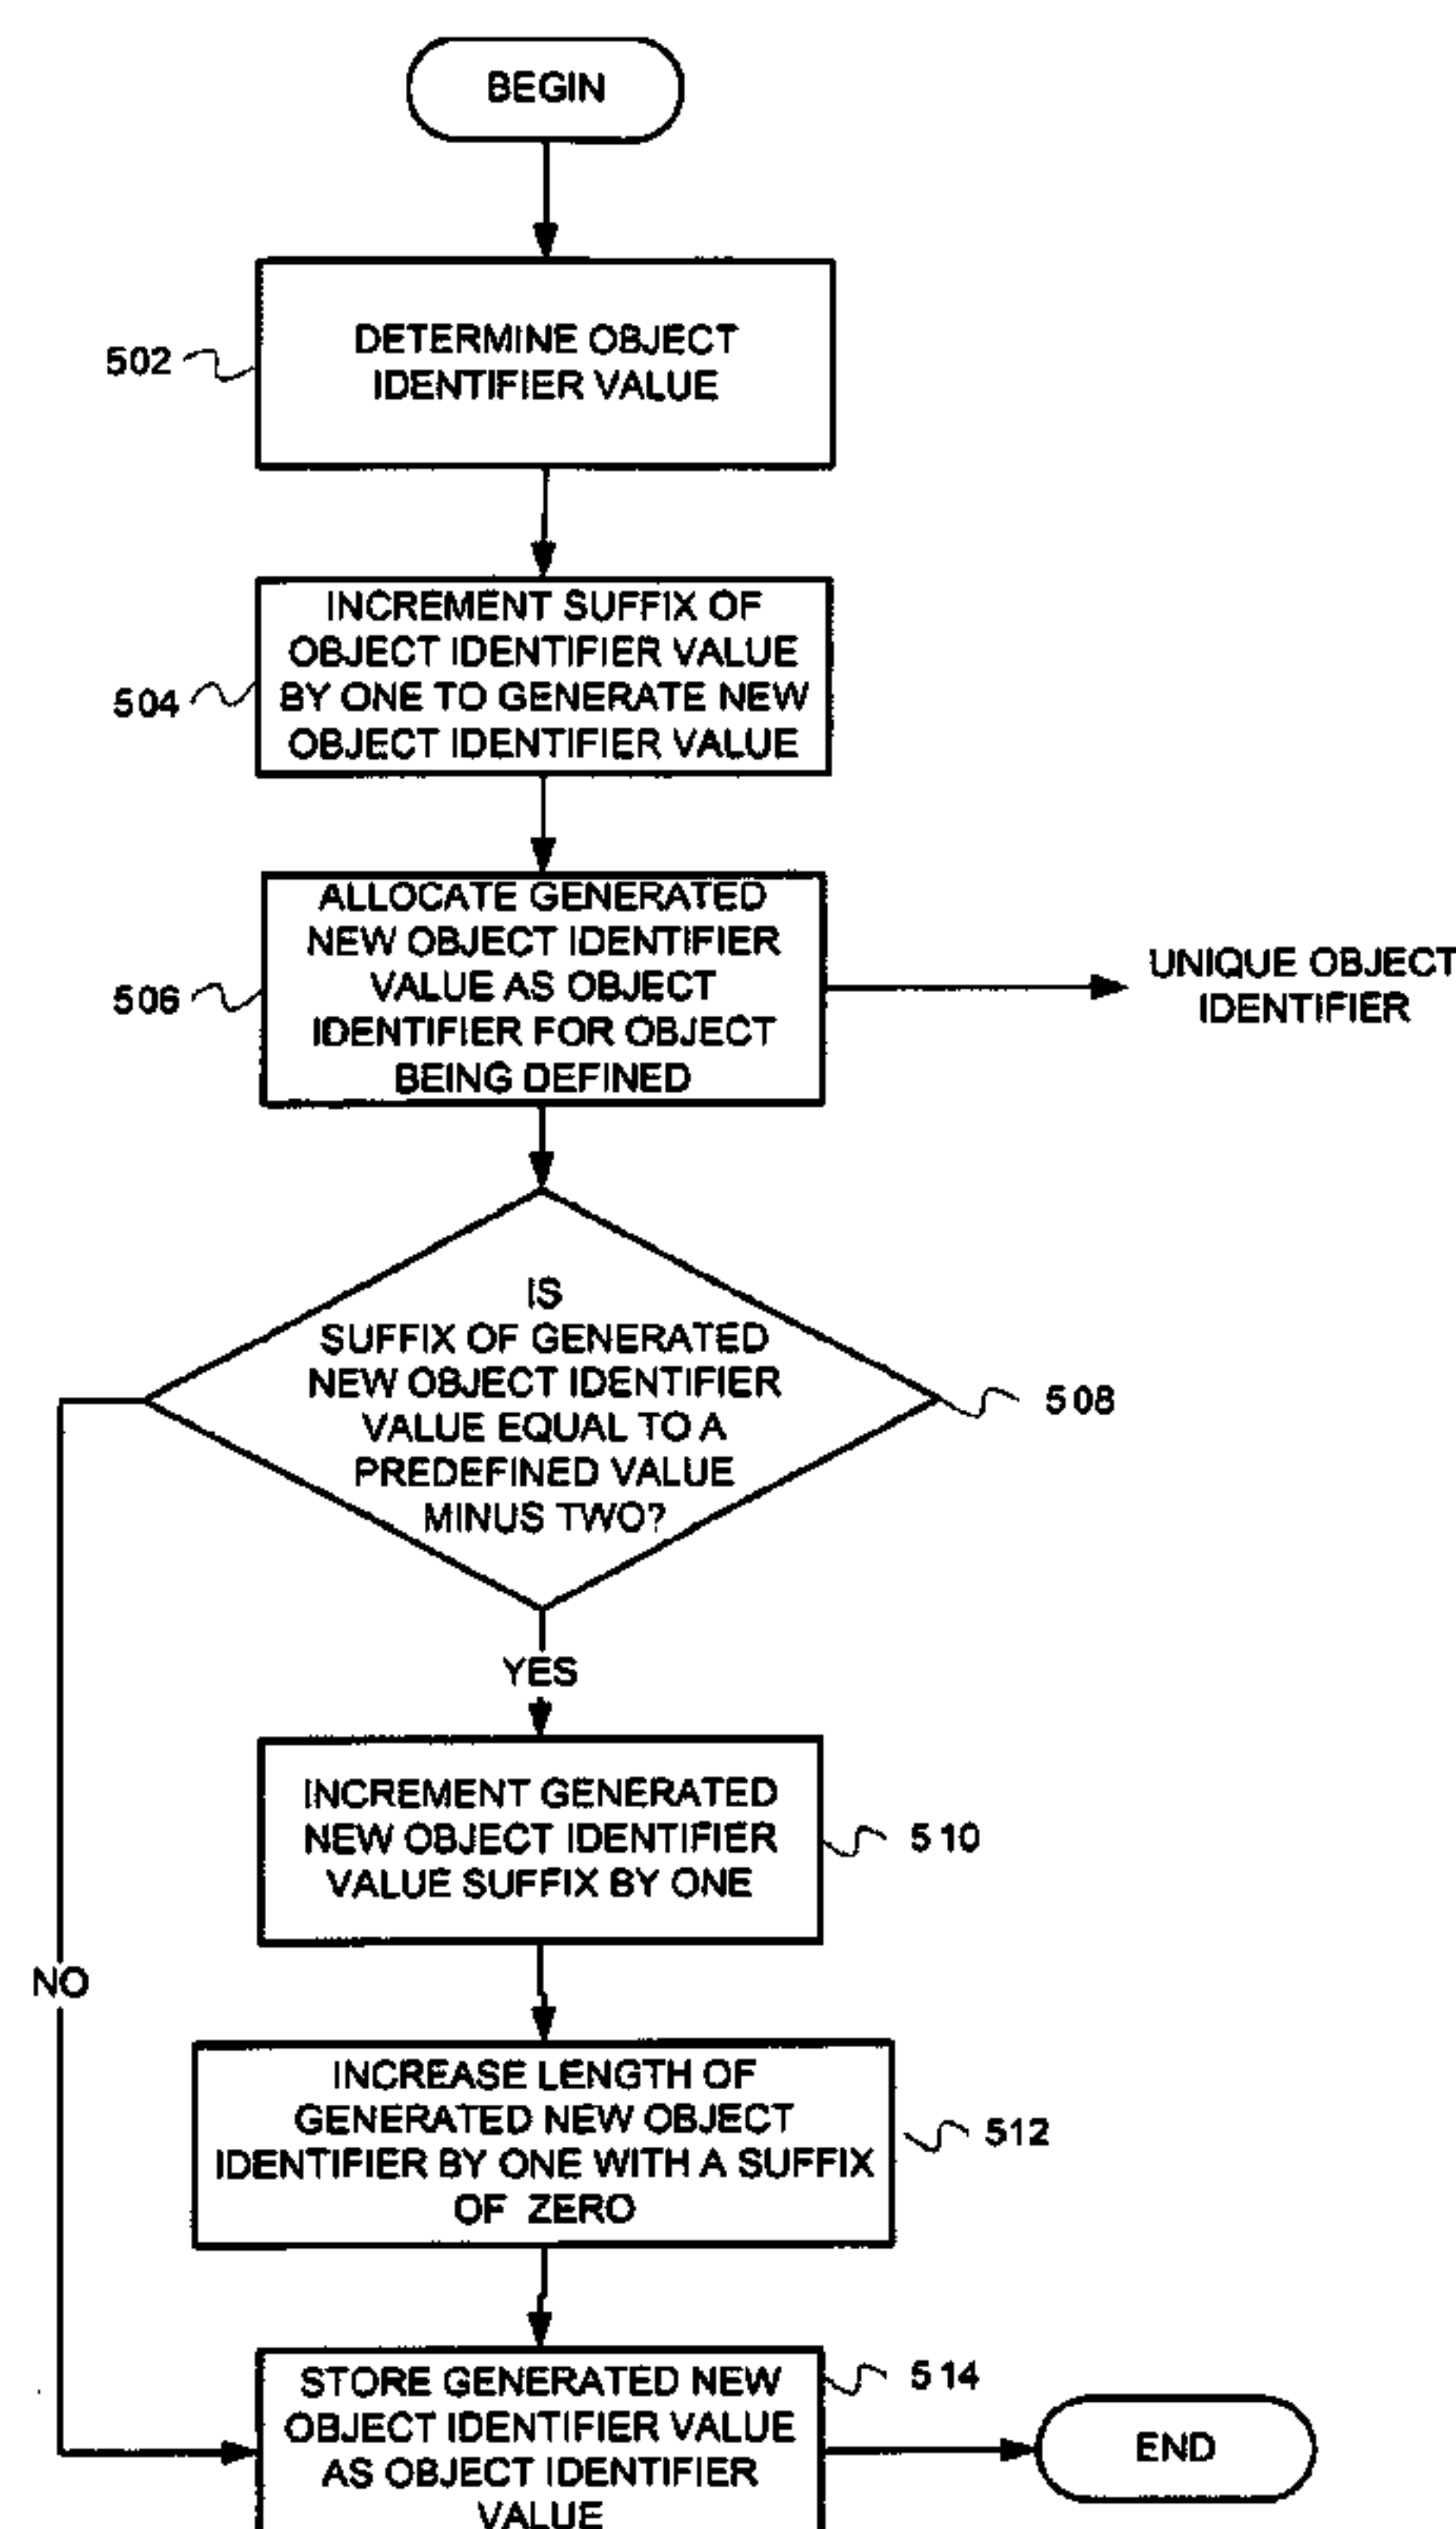 BEGIN
502
DETERMINE OBJECT
IDENTIFIER VALUE
504
INCREMENT SUFFIX OF
OBJECT IDENTIFIER VALUE
BY ONE TO GENERATE NEW
OBJECT IDENTIFIER VALUE
506
ALLOCATE GENERATED
NEW OBJECT IDENTIFIER
VALUE AS OBJECT
IDENTIFIER FOR OBJECT
BEING DEFINED
UNIQUE OBJECT
IDENTIFIER
IS
SUFFIX OF GENERATED
NEW OBJECT IDENTIFIER
VALUE EQUAL TO A
PREDEFINED VALUE
MINUS TWO?
508
YES
INCREMENT GENERATED
NEW OBJECT IDENTIFIER
VALUE SUFFIX BY ONE
510
NO
INCREASE LENGTH OF
GENERATED NEW OBJECT
IDENTIFIER BY ONE WITH A SUFFIX
OF ZERO
512
STORE GENERATED NEW
OBJECT IDENTIFIER VALUE
AS OBJECT IDENTIFIER
VALUE
514
END